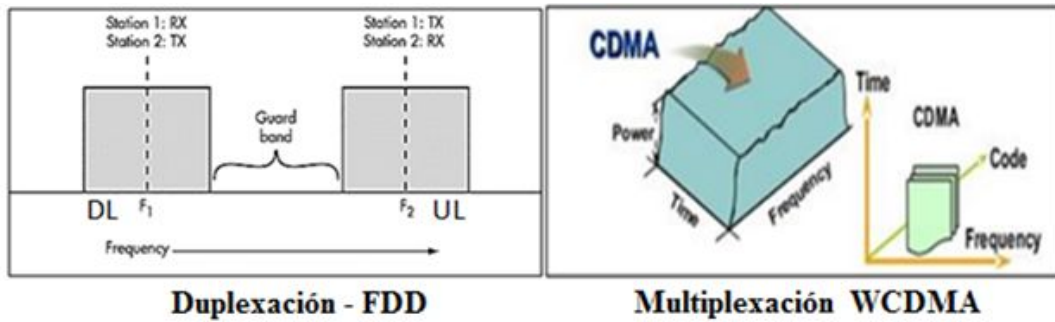 Station 1: RX
Station 2: TX
Station 1: TX
Station 2: RX
Guard
band
DL F1
F2 UL
Frequency
Duplexación - FDD
CDMA
Power
Time
Frequency
Time
CDMA
Code
Frequency
Multiplexación WCDMA